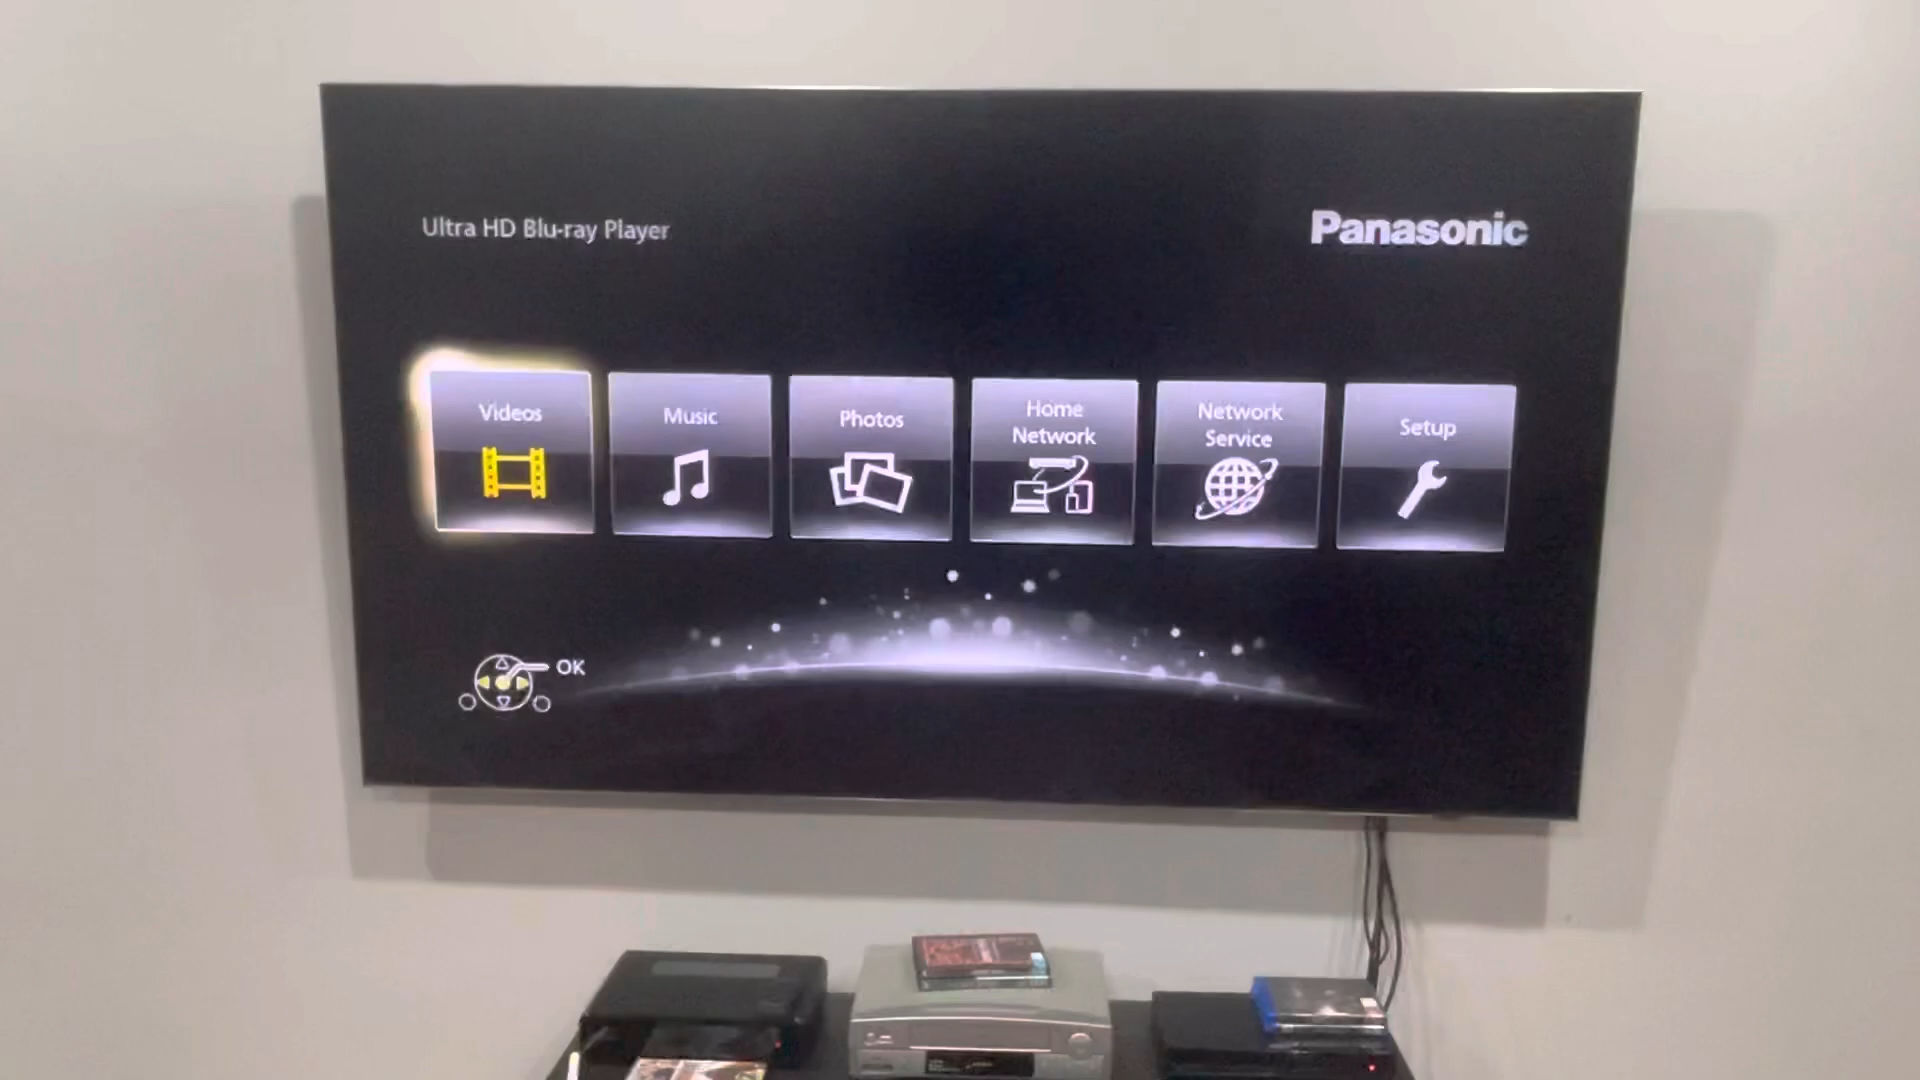 Ultra HD Blu-ray Player
Panasonic
Videos
Music
Photos
Home
Network
Network
Service
Setup
OK